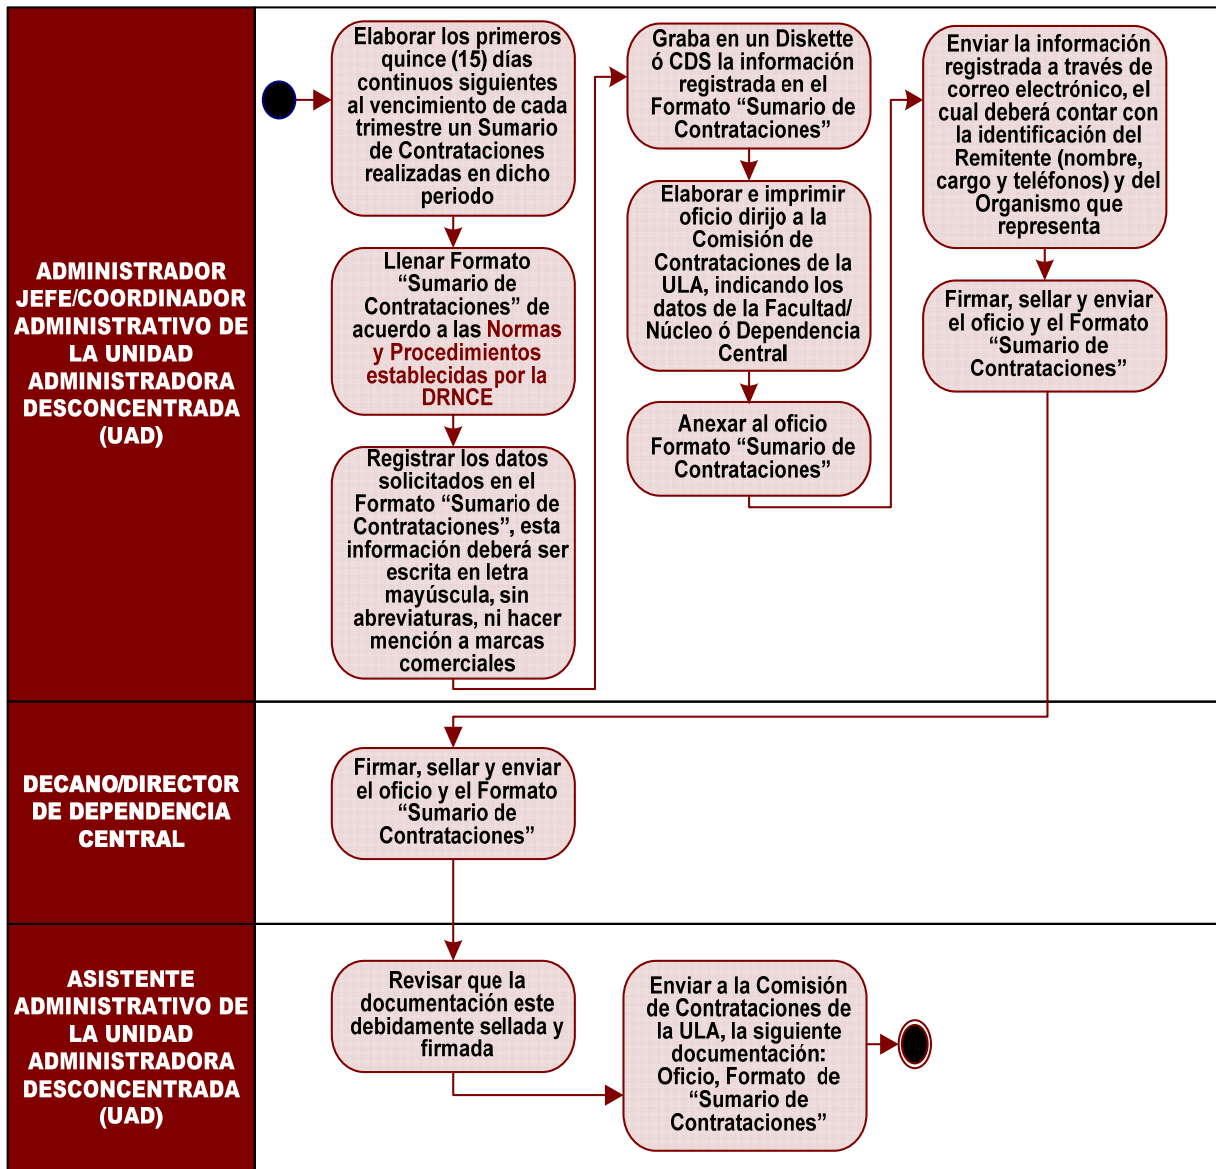 ADMINISTRADOR
JEFE/COORDINADOR
ADMINISTRATIVO DE
LA UNIDAD
ADMINISTRADORA
DESCONCENTRADA
(UAD)
Elaborar los primeros
quince (15) días
continuos siguientes
al vencimiento de cada
trimestre un Sumario
de Contrataciones
realizadas en dicho
periodo
Llenar Formato
“Sumario de
Contrataciones” de
acuerdo a las Normas
y Procedimientos
establecidas por la
DRNCE
Registrar los datos
solicitados en el
Formato “Sumario de
Contrataciones”, esta
información deberá ser
escrita en letra
mayúscula, sin
abreviaturas, ni hacer
mención a marcas
comerciales
Graba en un Diskette
ó CDS la información
registrada en el
Formato “Sumario de
Contrataciones”
Elaborar e imprimir
oficio dirijo a la
Comisión de
Contrataciones de la
ULA, indicando los
datos de la Facultad/
Núcleo ó Dependencia
Central
Anexar al oficio
Formato “Sumario de
Contrataciones”
Enviar la información
registrada a través de
correo electrónico, el
cual deberá contar con
la identificación del
Remitente (nombre,
cargo y teléfonos) y del
Organismo que
representa
Firmar, sellar y enviar
el oficio y el Formato
“Sumario de
Contrataciones”
DECANO/DIRECTOR
DE DEPENDENCIA
CENTRAL
Firmar, sellar y enviar
el oficio y el Formato
“Sumario de
Contrataciones”
ASISTENTE
ADMINISTRATIVO DE
LA UNIDAD
ADMINISTRADORA
DESCONCENTRADA
(UAD)
Revisar que la
documentación este
debidamente sellada y
firmada
Enviar a la Comisión
de Contrataciones de
la ULA, la siguiente
documentación:
Oficio, Formato de
“Sumario de
Contrataciones”